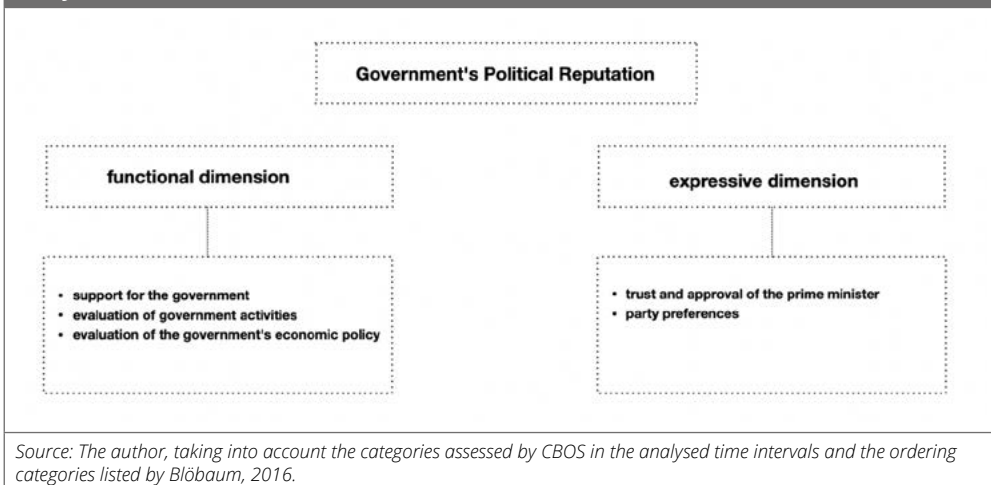 Government's Political Reputation
functional dimension
expressive dimension
• support for the government
• evaluation of government activities
• evaluation of the government's economic policy
• trust and approval of the prime minister
• party preferences
Source: The author, taking into account the categories assessed by CBOS in the analysed time intervals and the ordering
categories listed by Blöbaum, 2016.